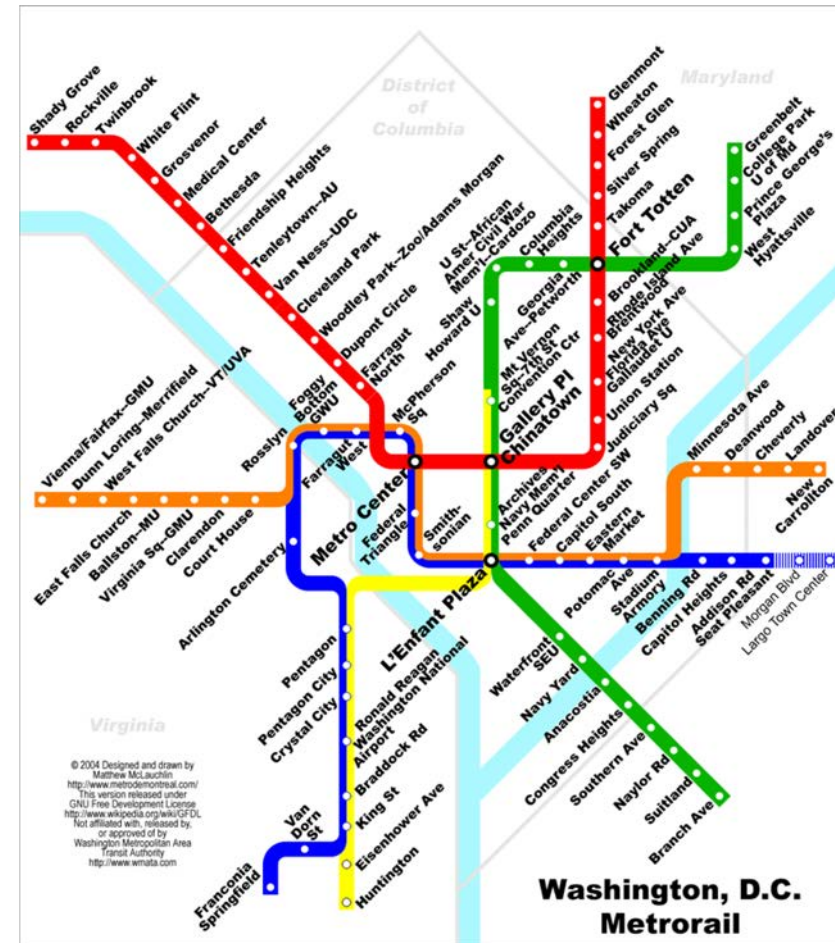 Shady Grove
Rockville
Twinbrook
White Flint
Grosvenor
Medical Center
Bethesda
Friendship Heights
Tenleytown--AU
Van Ness--UDC
Cleveland Park
Woodley Park--Zoo/Adams Morgan
Dupont Circle
Farragut
North
District
of
Columbia
Maryland
Glenmont
Wheaton
Forest Glen
Silver Spring
Takoma
Fort Totten
Brookland--CUA
Rhode Island Ave
Brentwood
New York Ave
Florida Ave
Gallaudet U
Union Station
Judiciary Sq
Greenbelt
College Park
U of Md
Prince George's
Plaza
West
Hyattsville
U St--African
Amer Civil War
Mem'l--Cardozo
Columbia
Heights
Georgia
Ave--Petworth
Shaw
Howard U
Mt Vernon
Sq-7th St
Convention Ctr
Gallery Pl
Chinatown
Vienna/Fairfax--GMU
Dunn Loring--Merrifield
West Falls Church--VT/UVA
East Falls Church
Ballston--MU
Virginia Sq--GMU
Clarendon
Court House
Rosslyn
Foggy
Bottom
GWU
Farragut
West
McPherson
Sq
Metro Center
Federal
Triangle
Smith-
sonian
Archives
Navy Mem'l
Penn Quarter
L'Enfant Plaza
Federal Center SW
Capitol South
Eastern
Market
Potomac
Ave
Stadium
Armory
Minnesota Ave
Deanwood
Cheverly
Landover
New
Carrollton
Benning Rd
Capitol Heights
Addison Rd
Seat Pleasant
Morgan Blvd
Largo Town Center
Arlington Cemetery
Pentagon
Pentagon City
Crystal City
Ronald Reagan
Washington National
Airport
Braddock Rd
King St
Eisenhower Ave
Huntington
Van
Dorn
St
Franconia
Springfield
Waterfront
SEU
Navy Yard
Anacostia
Congress Heights
Southern Ave
Naylor Rd
Suitland
Branch Ave
Virginia
© 2004 Designed and drawn by
Matthew McLauchlin
http://www.metrodemontreal.com/
This version released under
GNU Free Development License
http://www.wikipedia.org/wiki/GFDL
Not affiliated with, released by,
or approved of by
Washington Metropolitan Area
Transit Authority
http://www.wmata.com
Washington, D.C.
Metrorail